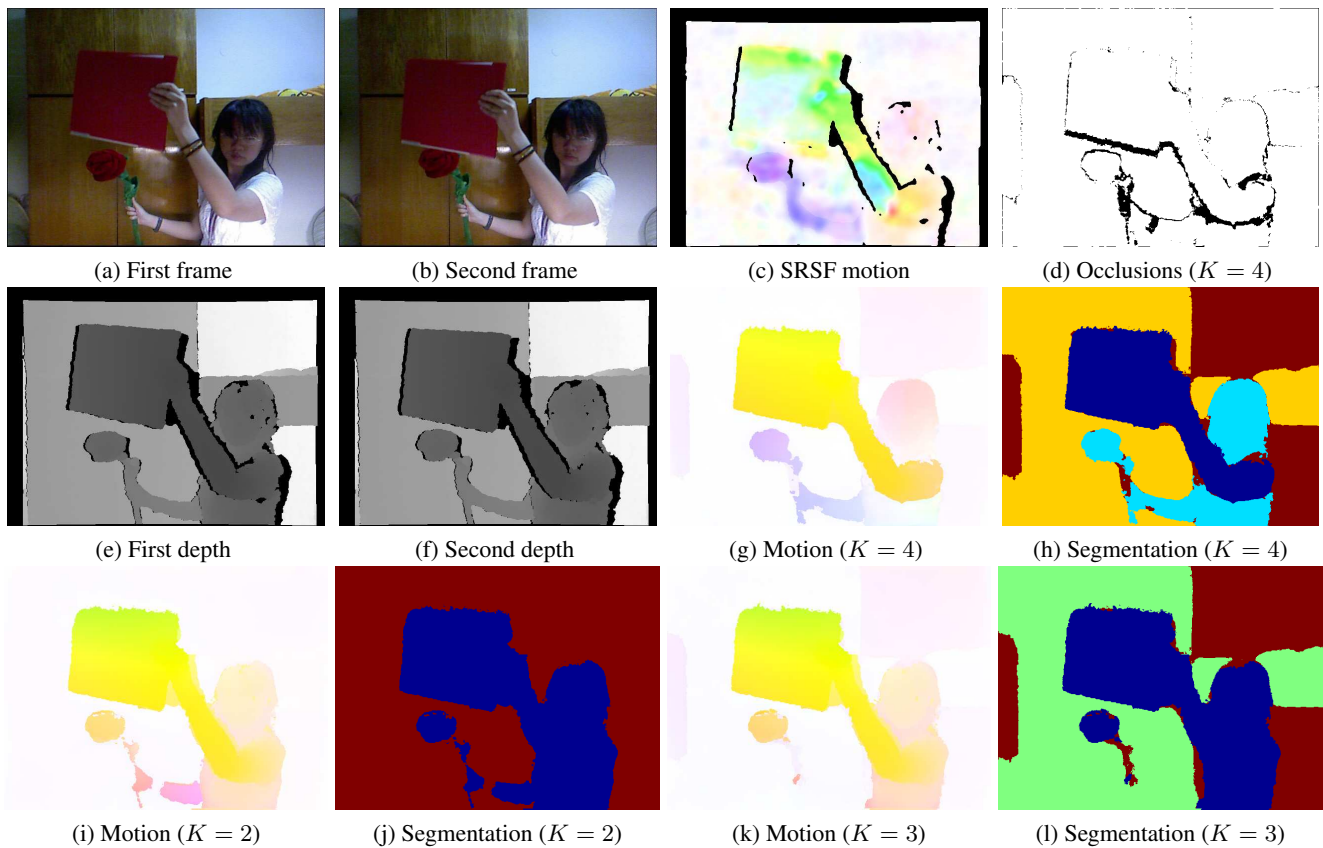 (a) First frame
(b) Second frame
(c) SRSF motion
(d) Occlusions (K = 4)
(e) First depth
(f) Second depth
(g) Motion (K = 4)
(h) Segmentation (K = 4)
(i) Motion (K = 2)
(j) Segmentation (K = 2)
(k) Motion (K = 3)
(l) Segmentation (K = 3)